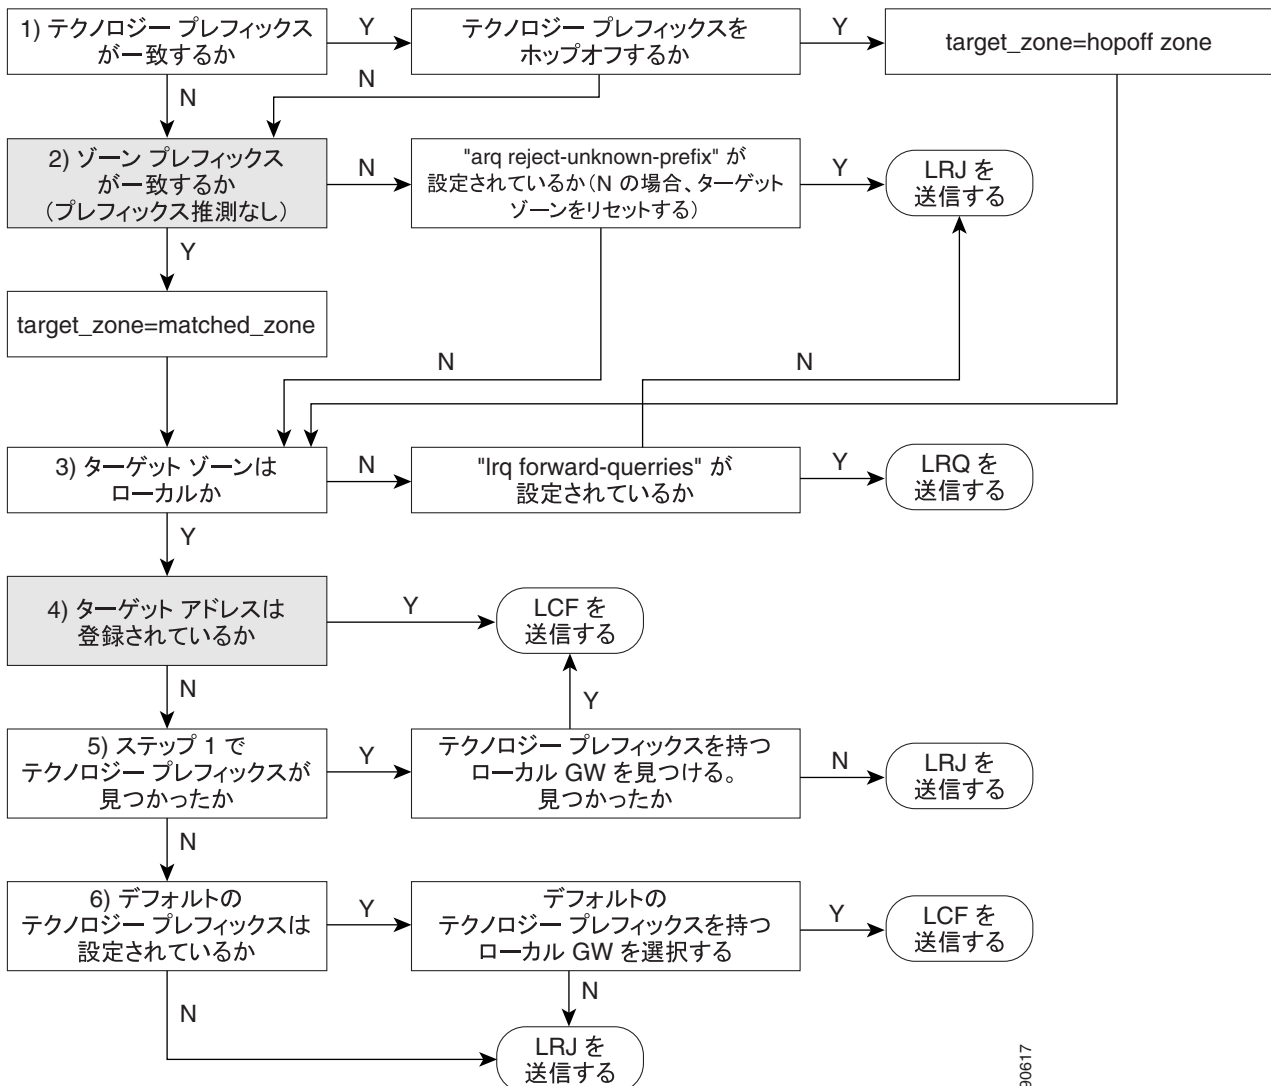 1) テクノロジー プレフィックス
が一致するか
Y
テクノロジー プレフィックスを
ホップオフするか
Y
target_zone=hopoff zone
N
N
2) ゾーン プレフィックス
が一致するか
(プレフィックス推測なし)
N
"arq reject-unknown-prefix" が
設定されているか(N の場合、ターゲット
ゾーンをリセットする)
Y
LRJ を
送信する
Y
target_zone=matched_zone
N
N
3) ターゲット ゾーンは
ローカルか
N
"lrq forward-querries" が
設定されているか
Y
LRQ を
送信する
Y
4) ターゲット アドレスは
登録されているか
Y
LCF を
送信する
N
Y
5) ステップ 1 で
テクノロジー プレフィックスが
見つかったか
Y
テクノロジー プレフィックスを持つ
ローカル GW を見つける。
見つかったか
N
LRJ を
送信する
N
6) デフォルトの
テクノロジー プレフィックスは
設定されているか
Y
デフォルトの
テクノロジー プレフィックスを持つ
ローカル GW を選択する
Y
LCF を
送信する
N
N
LRJ を
送信する
90617